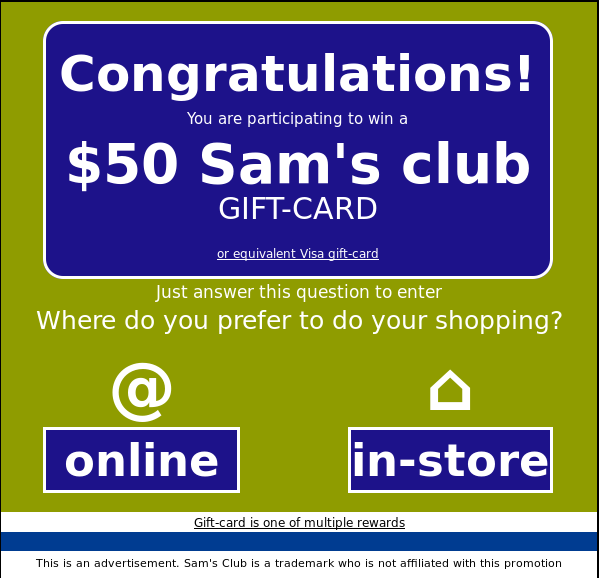 Congratulations!
You are participating to win a
$50 Sam's club
GIFT-CARD
or equivalent Visa gift-card
Just answer this question to enter
Where do you prefer to do your shopping?
@
online
in-store
Gift-card is one of multiple rewards
This is an advertisement. Sam's Club is a trademark who is not affiliated with this promotion